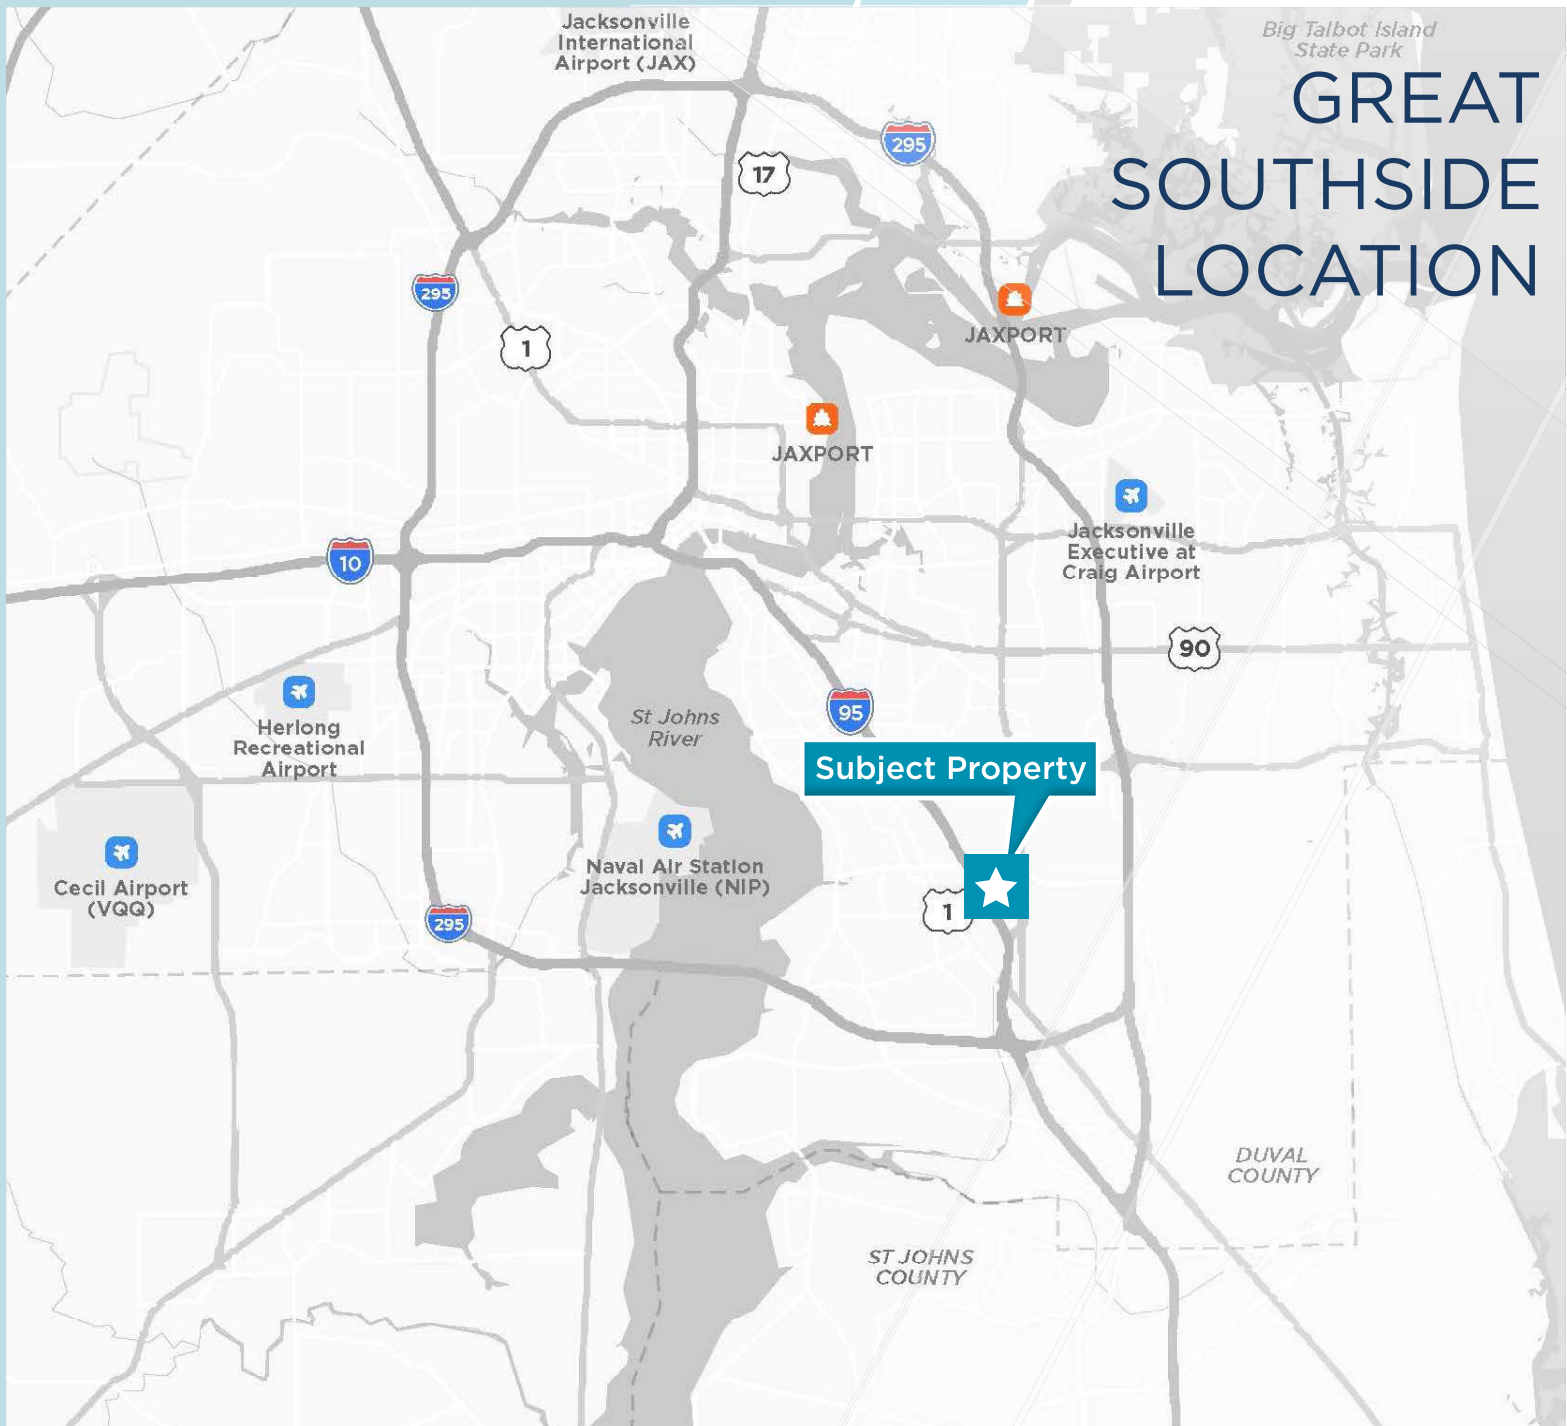 Jacksonville
International
Airport (JAX)
Big Talbot Island
State Park
GREAT
SOUTHSIDE
LOCATION
295
17
295
JAXPORT
1
JAXPORT
Jacksonville
Executive at
Craig Airport
10
90
Herlong
Recreational
Airport
St Johns
River
95
Subject Property
Naval Air Station
Jacksonville (NIP)
Cecil Airport
(VQQ)
1
295
DUVAL
COUNTY
ST JOHNS
COUNTY